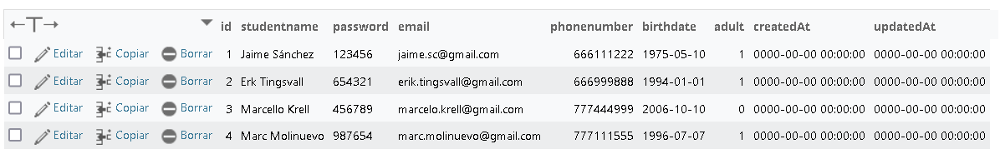 id studentname password email phonenumber birthdate adult createdAt updatedAt
Editar Copiar Borrar 1 Jaime Sánchez 123456 jaime.sc@gmail.com 666111222 1975-05-10 1 0000-00-00 00:00:00 0000-00-00 00:00:00
Editar Copiar Borrar 2 Erk Tingsvall 654321 erik.tingsvall@gmail.com 666999888 1994-01-01 1 0000-00-00 00:00:00 0000-00-00 00:00:00
Editar Copiar Borrar 3 Marcello Krell 456789 marcelo.krell@gmail.com 777444999 2006-10-10 0 0000-00-00 00:00:00 0000-00-00 00:00:00
Editar Copiar Borrar 4 Marc Molinuevo 987654 marc.molinuevo@gmail.com 777111555 1996-07-07 1 0000-00-00 00:00:00 0000-00-00 00:00:00